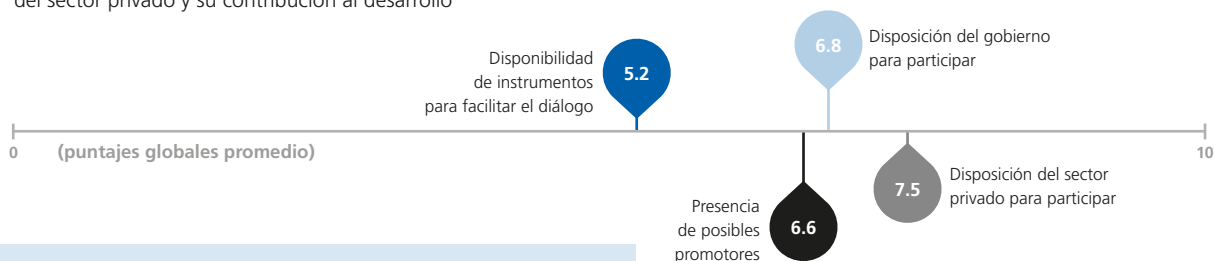 del sector privado y su contribución al desarrollo
Disponibilidad
de instrumentos
para facilitar el diálogo
5.2
6.8
Disposición del gobierno
para participar
0
(puntajes globales promedio)
10
Presencia
de posibles
promotores
6.6
7.5
Disposición del sector
privado para participar